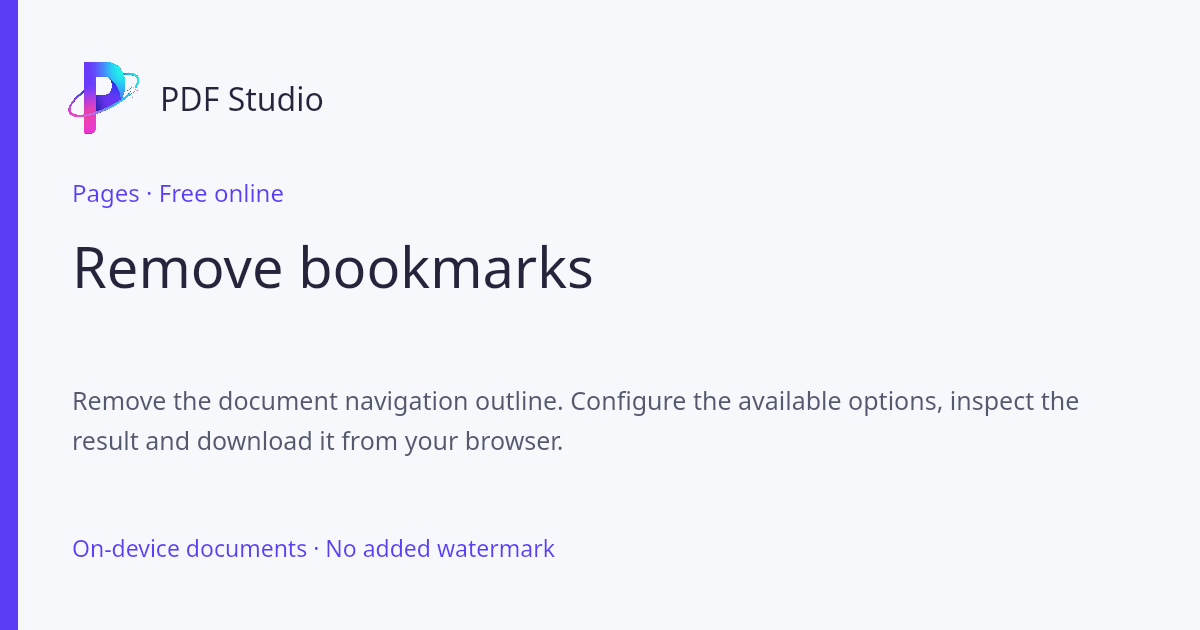 PDF Studio
Pages · Free online
Remove bookmarks
Remove the document navigation outline. Configure the available options, inspect the
result and download it from your browser.
On-device documents · No added watermark